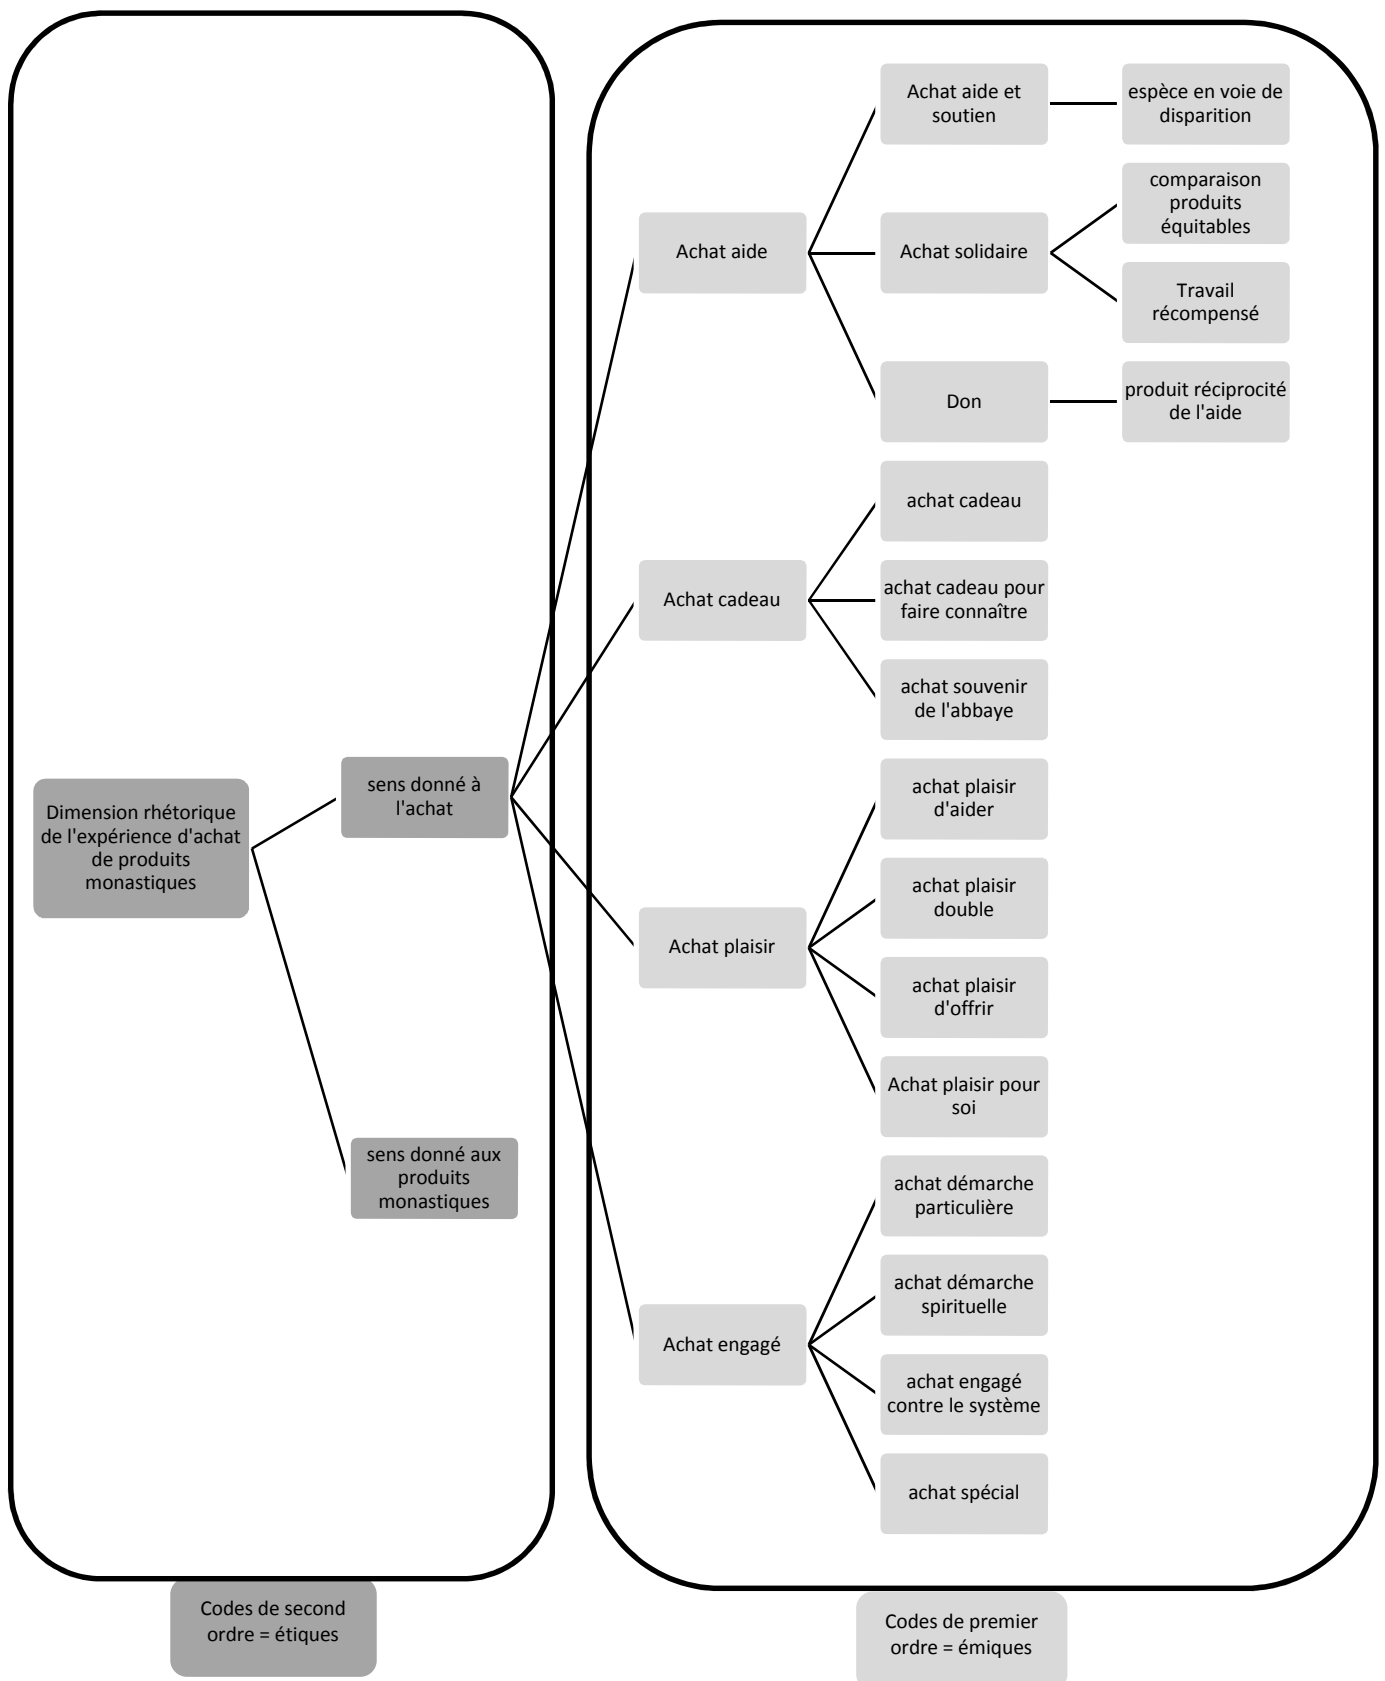 Dimension rhétorique
de l'expérience d'achat
de produits
monastiques
sens donné à
l'achat
sens donné aux
produits
monastiques
Achat aide
Achat aide et
soutien
espèce en voie de
disparition
Achat solidaire
comparaison
produits
équitables
Travail
récompensé
Don
produit réciprocité
de l'aide
Achat cadeau
achat cadeau
achat cadeau pour
faire connaître
achat souvenir
de l'abbaye
Achat plaisir
achat plaisir
d'aider
achat plaisir
double
achat plaisir
d'offrir
Achat plaisir pour
soi
Achat engagé
achat démarche
particulière
achat démarche
spirituelle
achat engagé
contre le système
achat spécial
Codes de second
ordre = étiques
Codes de premier
ordre = émiques